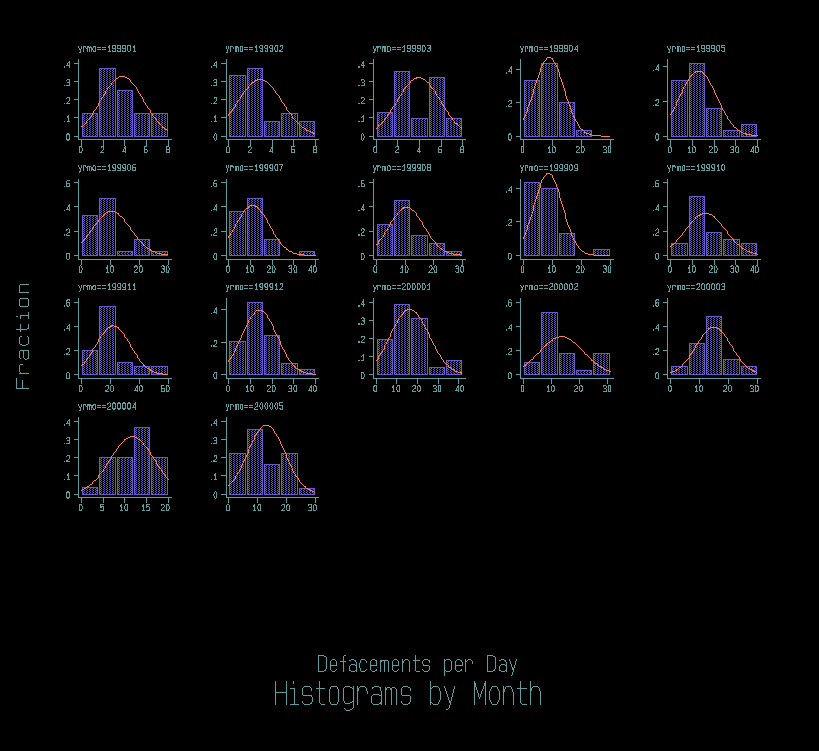 yrmo==199901 yrmo==199902 yrmo==199903 yrmo==199904 yrmo==199905
.4 .4 .4 .4 .4
.3 .3 .3
.2 .2 .2 .2 .2
.1 .1 .1
0 0 0 0 0
0 2 4 6 8 0 2 4 6 8 0 2 4 6 8 0 10 20 30 0 10 20 30 40
yrmo==199906 yrmo==199907 yrmo==199908 yrmo==199909 yrmo==199910
.6 .6 .6 .4 .6
.4 .4 .4 .4
.2 .2 .2 .2 .2
0 0 0 0 0
0 10 20 30 0 10 20 30 40 0 10 20 30 0 10 20 30 0 10 20 30 40
yrmo==199911 yrmo==199912 yrmo==200001 yrmo==200002 yrmo==200003
.6 .4 .4 .6 .6
.4 .3 .4 .4
.2 .2 .2 .2 .2
.1
0 0 0 0 0
0 20 40 60 0 10 20 30 40 0 10 20 30 40 0 10 20 30 0 10 20 30
yrmo==200004 yrmo==200005
.4 .4
.3 .3
.2 .2
.1 .1
0 0
0 5 10 15 20 0 10 20 30
Fraction
Defacements per Day
Histograms by Month